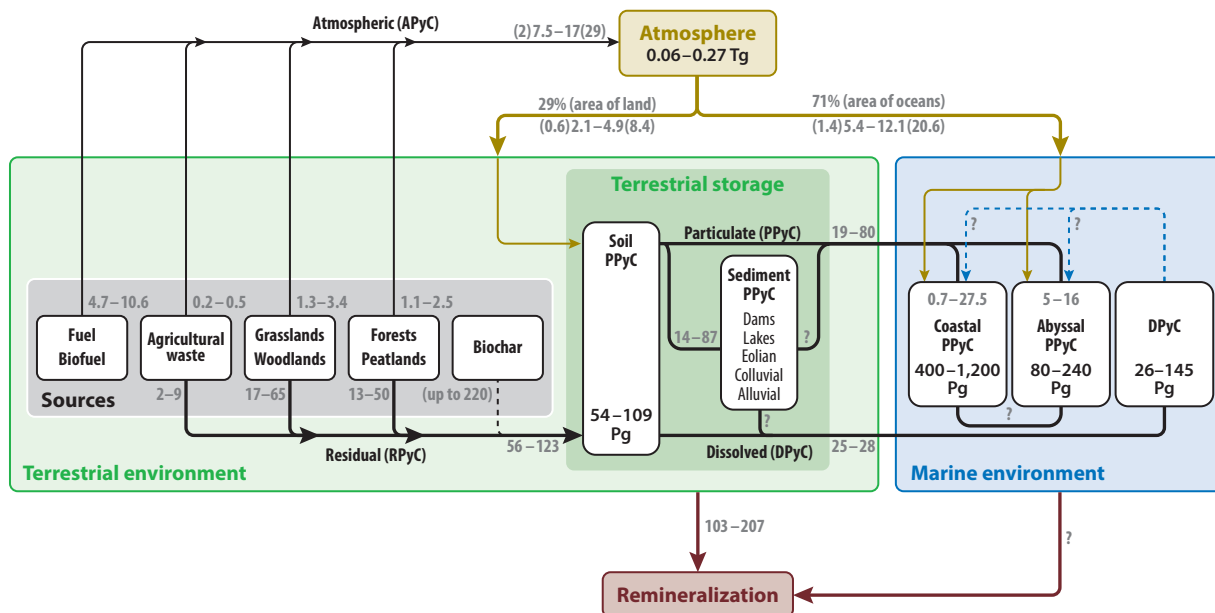 Atmospheric (APyC)
(2)7.5–17(29)
Atmosphere
0.06–0.27 Tg
29% (area of land)
(0.6)2.1–4.9(8.4)
71% (area of oceans)
(1.4)5.4–12.1(20.6)
Terrestrial storage
Soil
PPyC
54–109
Pg
Particulate (PPyC)
19–80
Sediment
PPyC
Dams
Lakes
Eolian
Colluvial
Alluvial
14–87
?
?
Dissolved (DPyC)
25–28
4.7–10.6
0.2–0.5
1.3–3.4
1.1–2.5
Fuel
Biofuel
Agricultural
waste
Grasslands
Woodlands
Forests
Peatlands
Biochar
2–9
17–65
13–50
(up to 220)
Sources
56–123
Residual (RPyC)
Terrestrial environment
?
?
0.7–27.5
Coastal
PPyC
400–1,200
Pg
5–16
Abyssal
PPyC
80–240
Pg
DPyC
26–145
Pg
?
Marine environment
103–207
?
Remineralization